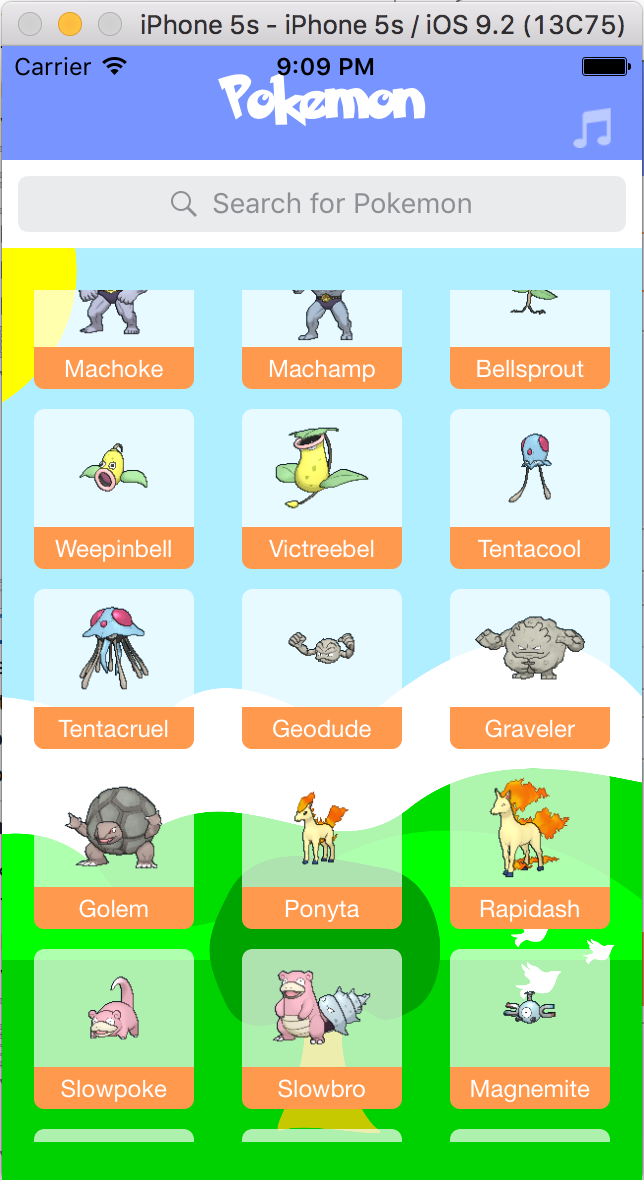 iPhone 5s - iPhone 5s / iOS 9.2 (13C75)
Carrier 9:09 PM
Pokemon
Search for Pokemon
Machoke Machamp Bellsprout
Weepinbell Victreebel Tentacool
Tentacruel Geodude Graveler
Golem Ponyta Rapidash
Slowpoke Slowbro Magnemite